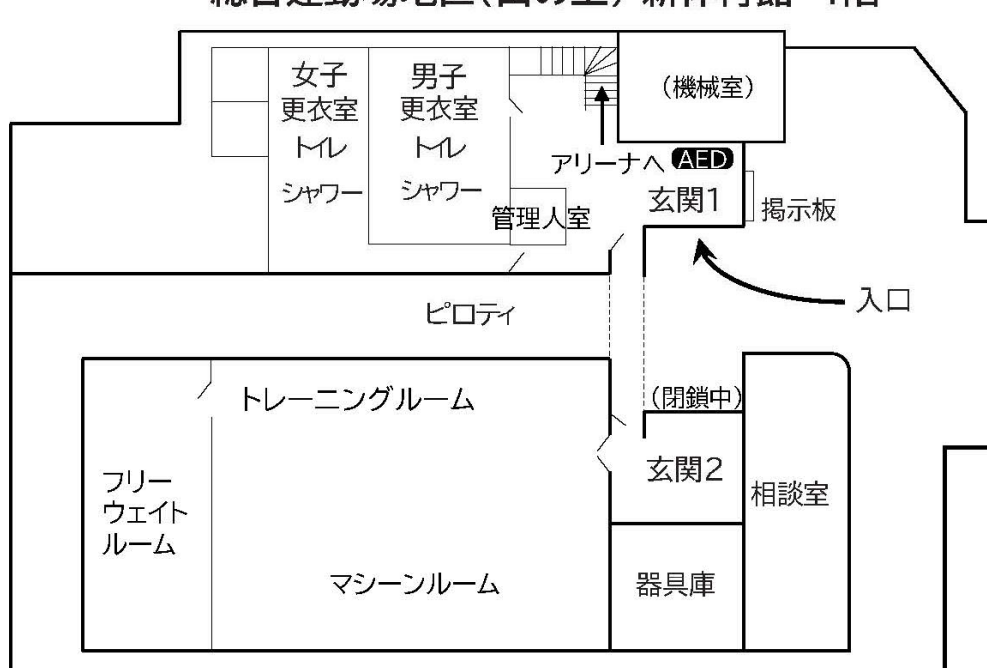 女子
更衣室
トイレ
シャワー
男子
更衣室
トイレ
シャワー
(機械室)
アリーナへ AED
玄関1
管理人室
掲示板
入口
ピロティ
トレーニングルーム
(閉鎖中)
玄関2
相談室
フリー
ウェイト
ルーム
マシーンルーム
器具庫